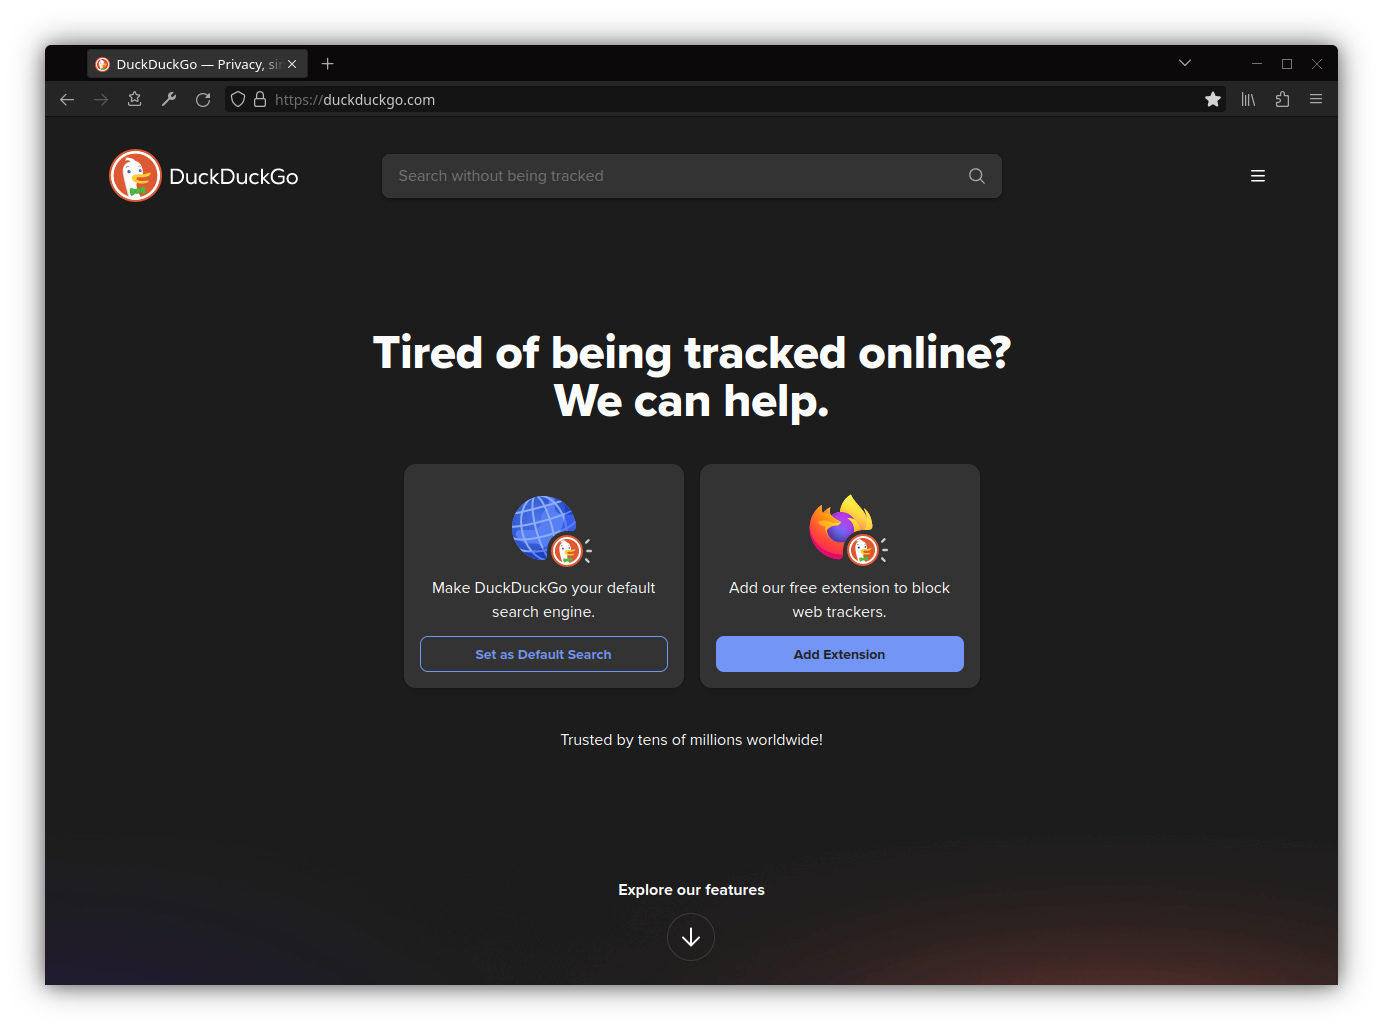 DuckDuckGo — Privacy, sin
https://duckduckgo.com
DuckDuckGo
Search without being tracked
Tired of being tracked online?
We can help.
Make DuckDuckGo your default
search engine.
Set as Default Search
Add our free extension to block
web trackers.
Add Extension
Trusted by tens of millions worldwide!
Explore our features